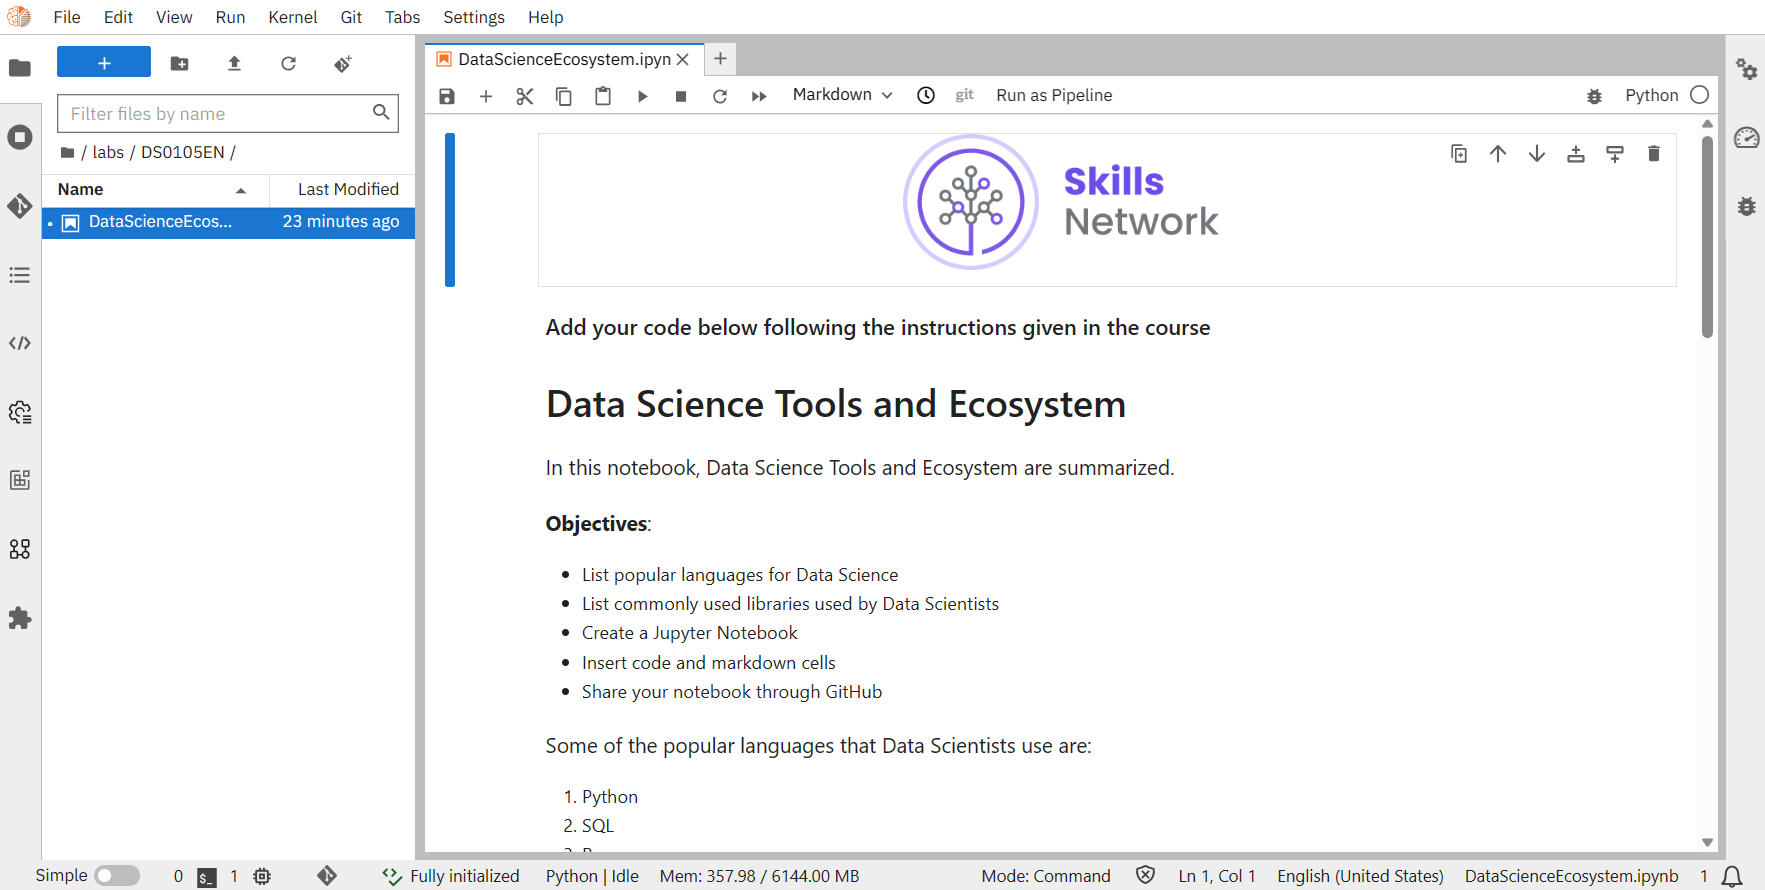 File Edit View Run Kernel Git Tabs Settings Help
DataScienceEcosystem.ipyn
Markdown git Run as Pipeline Python
Filter files by name
/ labs / DS0105EN /
Name Last Modified
DataScienceEcos... 23 minutes ago
Skills
Network
Add your code below following the instructions given in the course
Data Science Tools and Ecosystem
In this notebook, Data Science Tools and Ecosystem are summarized.
Objectives:
• List popular languages for Data Science
• List commonly used libraries used by Data Scientists
• Create a Jupyter Notebook
• Insert code and markdown cells
• Share your notebook through GitHub
Some of the popular languages that Data Scientists use are:
1. Python
2. SQL
Simple 0 $_ 1 Fully initialized Python | Idle Mem: 357.98 / 6144.00 MB Mode: Command Ln 1, Col 1 English (United States) DataScienceEcosystem.ipynb 1